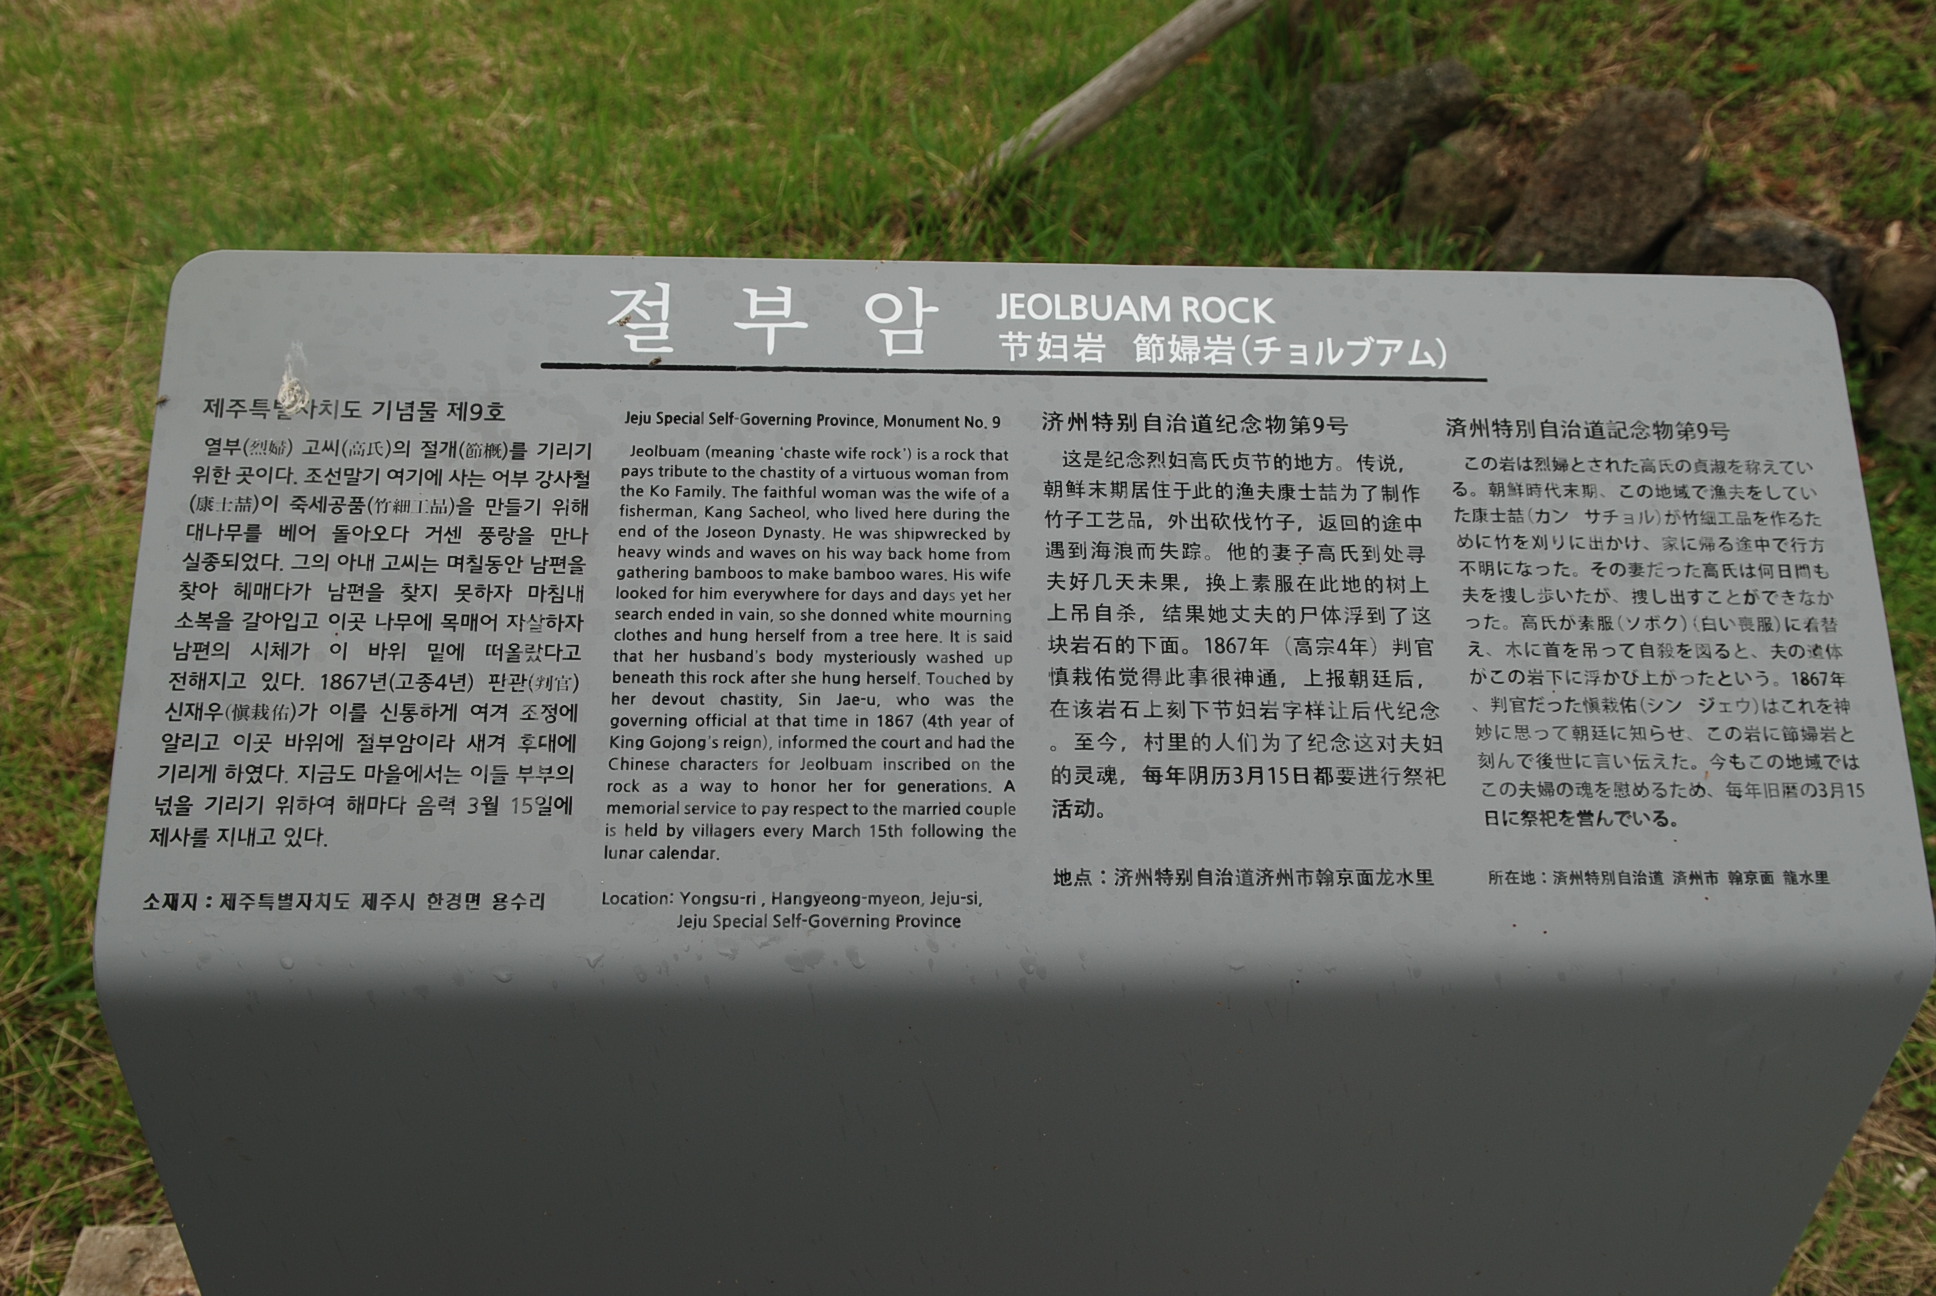 절 부 암
JEOLBUAM ROCK
节妇岩 節婦岩(チョルブアム)
제주특별자치도 기념물 제9호
열부(烈婦) 고씨(高氏)의 절개(節槪)를 기리기
위한 곳이다. 조선말기 여기에 사는 어부 강사철
(康士喆)이 죽세공품(竹細工品)을 만들기 위해
대나무를 베어 돌아오다 거센 풍랑을 만나
실종되었다. 그의 아내 고씨는 며칠동안 남편을
찾아 헤매다가 남편을 찾지 못하자 마침내
소복을 갈아입고 이곳 나무에 목매어 자살하자
남편의 시체가 이 바위 밑에 떠올랐다고
전해지고 있다. 1867년(고종4년) 판관(判官)
신재우(愼栽佑)가 이를 신통하게 여겨 조정에
알리고 이곳 바위에 절부암이라 새겨 후대에
기리게 하였다. 지금도 마을에서는 이들 부부의
넋을 기리기 위하여 해마다 음력 3월 15일에
제사를 지내고 있다.
소재지 : 제주특별자치도 제주시 한경면 용수리
Jeju Special Self-Governing Province, Monument No. 9
Jeolbuam (meaning 'chaste wife rock') is a rock that
pays tribute to the chastity of a virtuous woman from
the Ko Family. The faithful woman was the wife of a
fisherman, Kang Sacheol, who lived here during the
end of the Joseon Dynasty. He was shipwrecked by
heavy winds and waves on his way back home from
gathering bamboos to make bamboo wares. His wife
looked for him everywhere for days and days yet her
search ended in vain, so she donned white mourning
clothes and hung herself from a tree here. It is said
that her husband's body mysteriously washed up
beneath this rock after she hung herself. Touched by
her devout chastity, Sin Jae-u, who was the
governing official at that time in 1867 (4th year of
King Gojong's reign), informed the court and had the
Chinese characters for Jeolbuam inscribed on the
rock as a way to honor her for generations. A
memorial service to pay respect to the married couple
is held by villagers every March 15th following the
lunar calendar.
Location: Yongsu-ri , Hangyeong-myeon, Jeju-si,
Jeju Special Self-Governing Province
济州特别自治道纪念物第9号
这是纪念烈妇高氏贞节的地方。传说，
朝鲜末期居住于此的渔夫康士喆为了制作
竹子工艺品，外出砍伐竹子，返回的途中
遇到海浪而失踪。他的妻子高氏到处寻
夫好几天未果，换上素服在此地的树上
上吊自杀，结果她丈夫的尸体浮到了这
块岩石的下面。1867年（高宗4年）判官
慎栽佑觉得此事很神通，上报朝廷后，
在该岩石上刻下节妇岩字样让后代纪念
。至今，村里的人们为了纪念这对夫妇
的灵魂，每年阴历3月15日都要进行祭祀
活动。
地点：济州特别自治道济州市翰京面龙水里
済州特別自治道記念物第9号
この岩は烈婦とされた高氏の貞淑を称えてい
る。朝鮮時代末期、この地域で漁夫をしてい
た康士喆(カン サチョル)が竹細工品を作るた
めに竹を刈りに出かけ、家に帰る途中で行方
不明になった。その妻だった高氏は何日間も
夫を捜し歩いたが、捜し出すことができなか
った。高氏が素服(ソボク)(白い喪服)に着替
え、木に首を吊って自殺を図ると、夫の遺体
がこの岩下に浮かび上がったという。1867年
、判官だった愼栽佑(シン ジェウ)はこれを神
妙に思って朝廷に知らせ、この岩に節婦岩と
刻んで後世に言い伝えた。今もこの地域では
この夫婦の魂を慰めるため、毎年旧暦の3月15
日に祭祀を営んでいる。
所在地：済州特別自治道 済州市 翰京面 龍水里